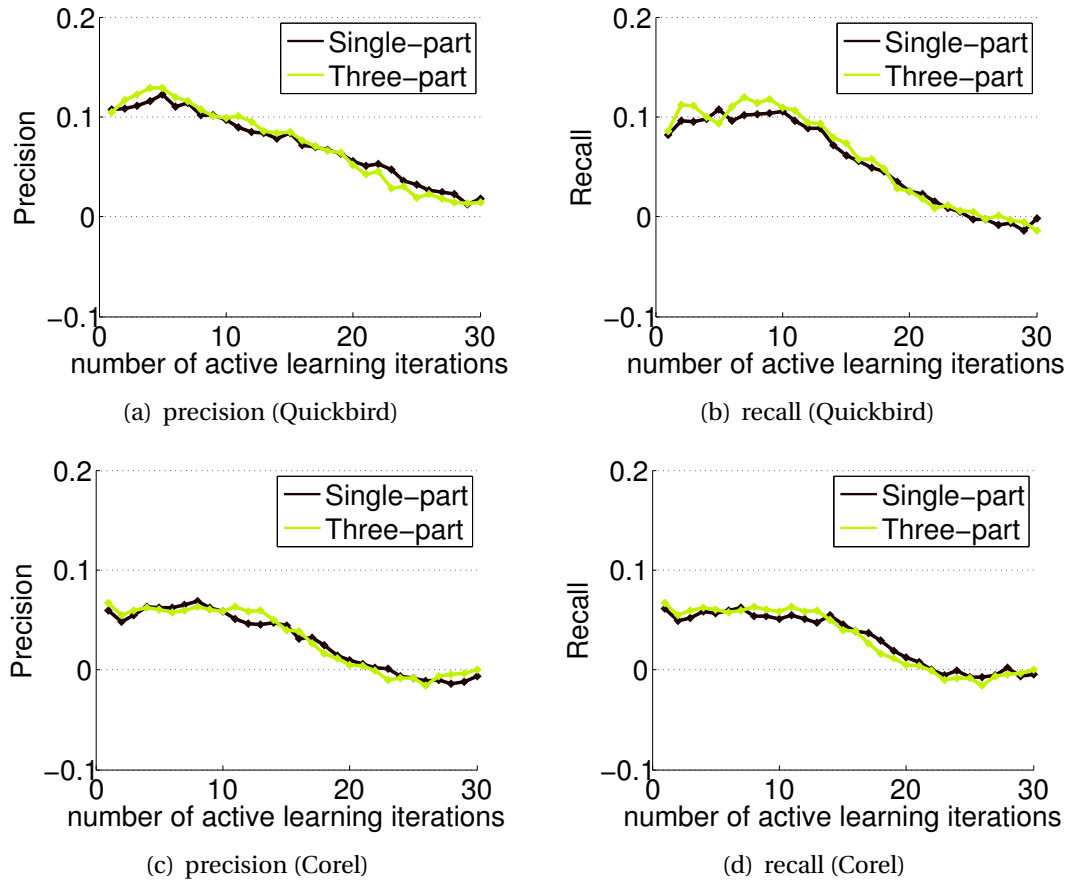 0.2
0.1
0
−0.1
Precision
Single−part
Three−part
0
10
20
30
number of active learning iterations
(a) precision (Quickbird)
0.2
0.1
0
−0.1
Recall
Single−part
Three−part
0
10
20
30
number of active learning iterations
(b) recall (Quickbird)
0.2
0.1
0
−0.1
Precision
Single−part
Three−part
0
10
20
30
number of active learning iterations
(c) precision (Corel)
0.2
0.1
0
−0.1
Recall
Single−part
Three−part
0
10
20
30
number of active learning iterations
(d) recall (Corel)